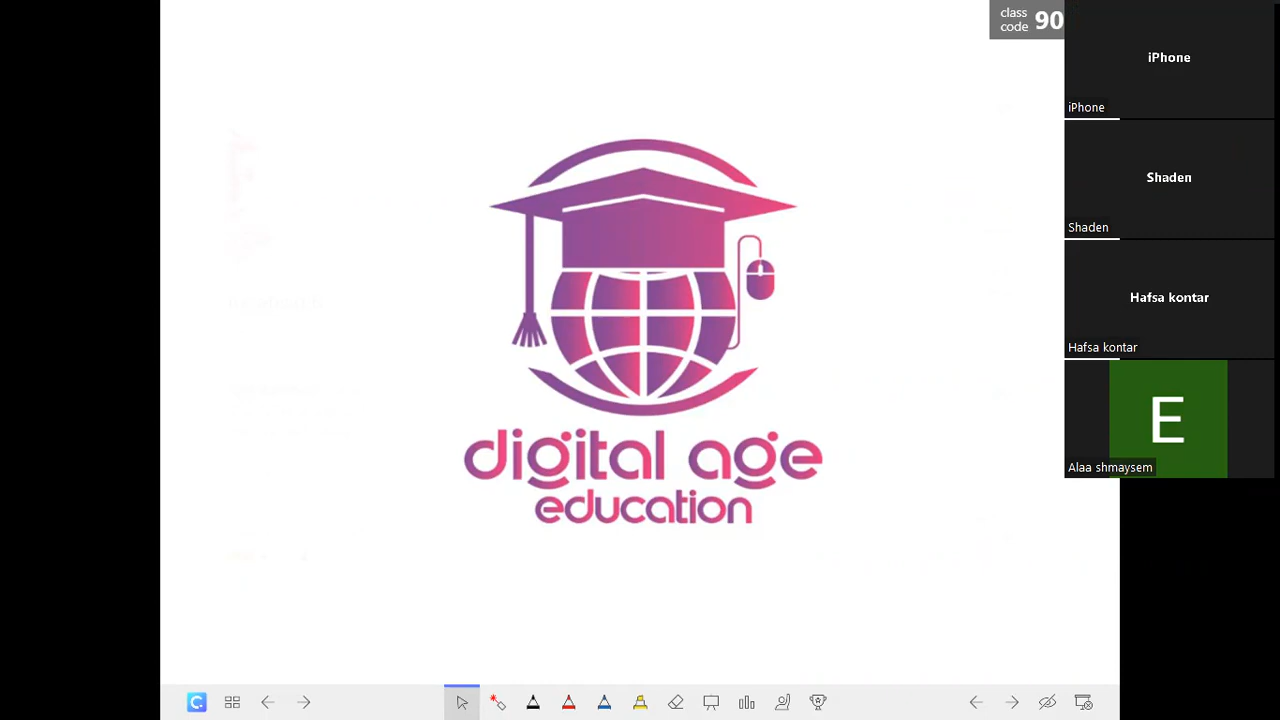 class
code 90
iPhone
iPhone
Shaden
Shaden
Hafsa kontar
Hafsa kontar
E
Alaa shmaysem
digital age
education